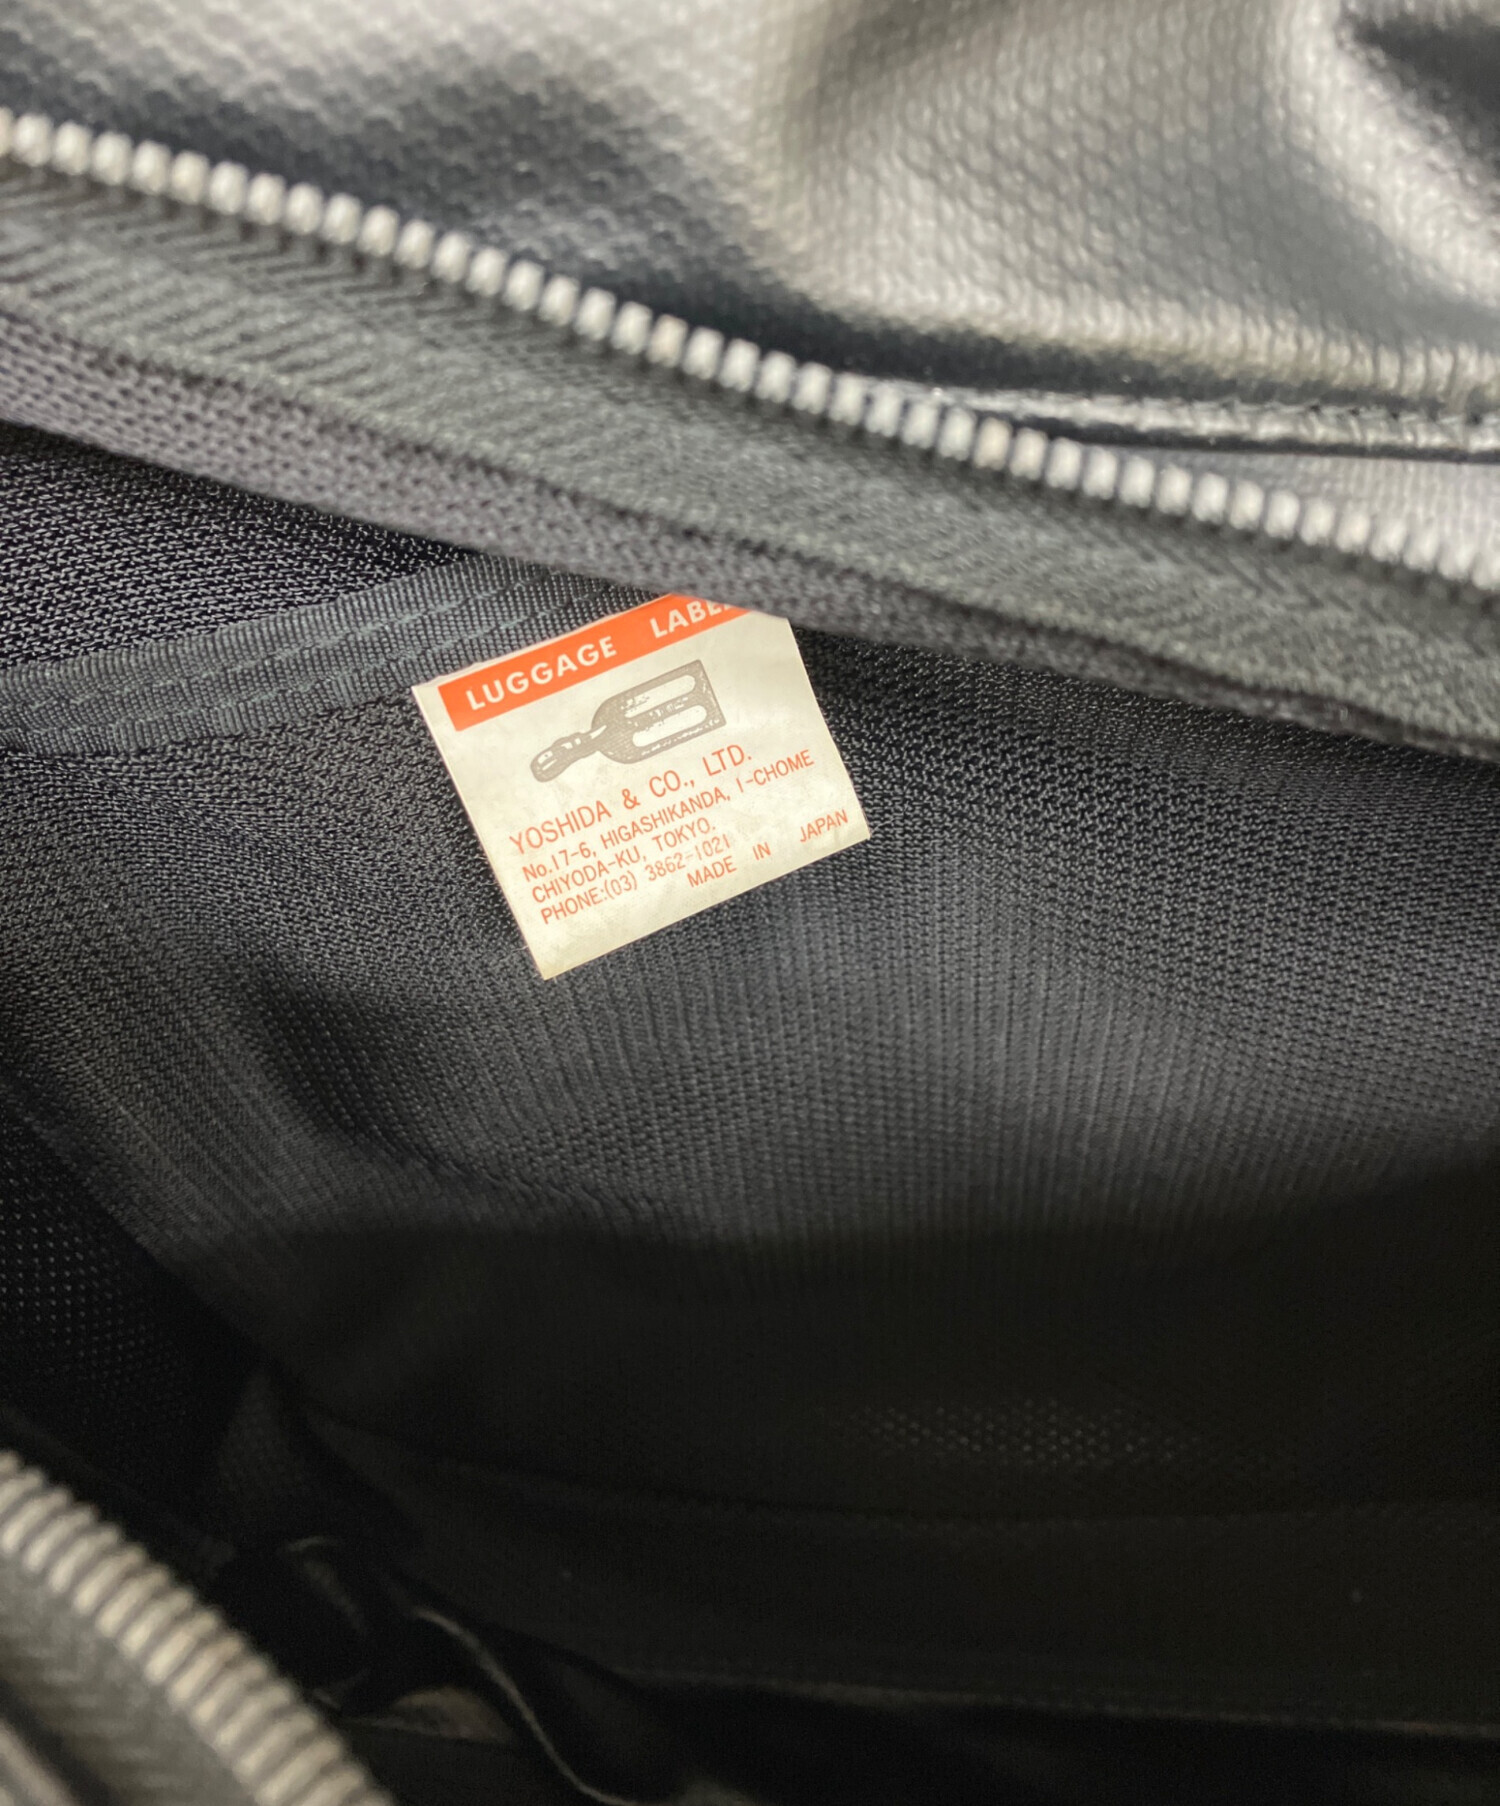 LUGGAGE LABEL
YOSHIDA & CO., LTD.
No.17-6, HIGASHIKANDA, 1-CHOME
CHIYODA-KU, TOKYO.
PHONE:(03) 3862-1021
MADE IN JAPAN